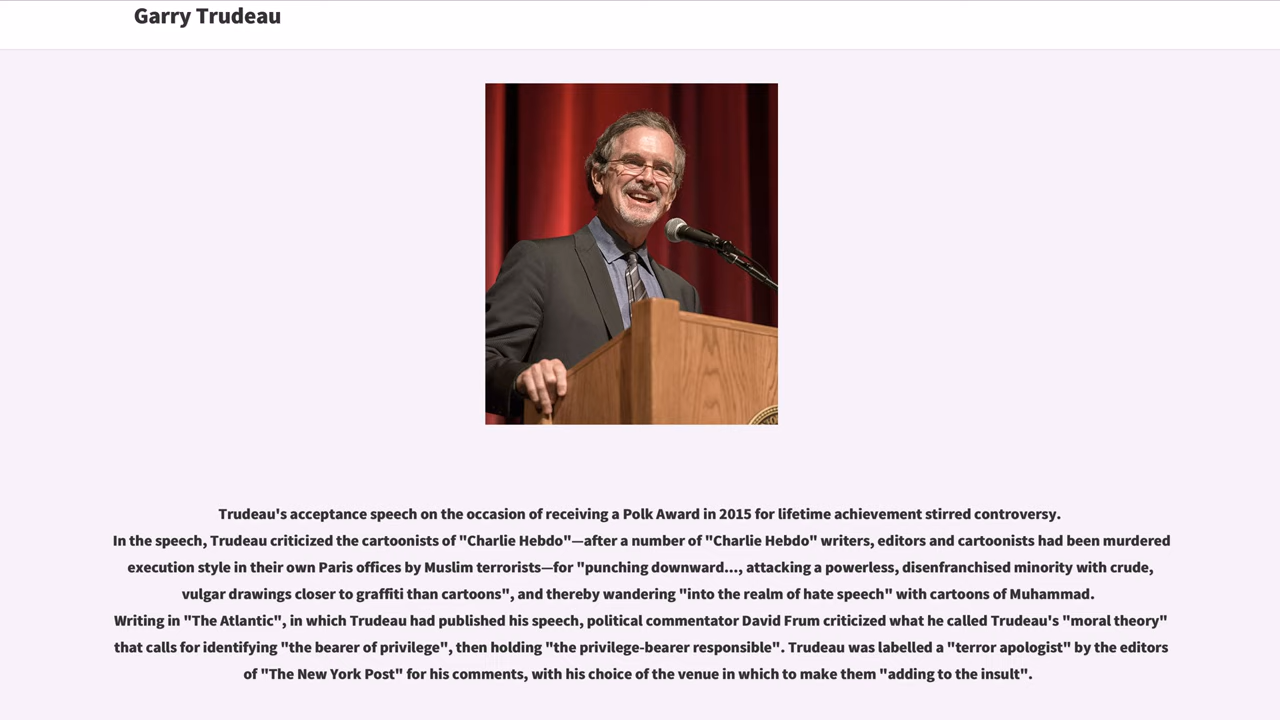 Garry Trudeau
Trudeau's acceptance speech on the occasion of receiving a Polk Award in 2015 for lifetime achievement stirred controversy.
In the speech, Trudeau criticized the cartoonists of "Charlie Hebdo"—after a number of "Charlie Hebdo" writers, editors and cartoonists had been murdered
execution style in their own Paris offices by Muslim terrorists—for "punching downward..., attacking a powerless, disenfranchised minority with crude,
vulgar drawings closer to graffiti than cartoons", and thereby wandering "into the realm of hate speech" with cartoons of Muhammad.
Writing in "The Atlantic", in which Trudeau had published his speech, political commentator David Frum criticized what he called Trudeau's "moral theory"
that calls for identifying "the bearer of privilege", then holding "the privilege-bearer responsible". Trudeau was labelled a "terror apologist" by the editors
of "The New York Post" for his comments, with his choice of the venue in which to make them "adding to the insult".